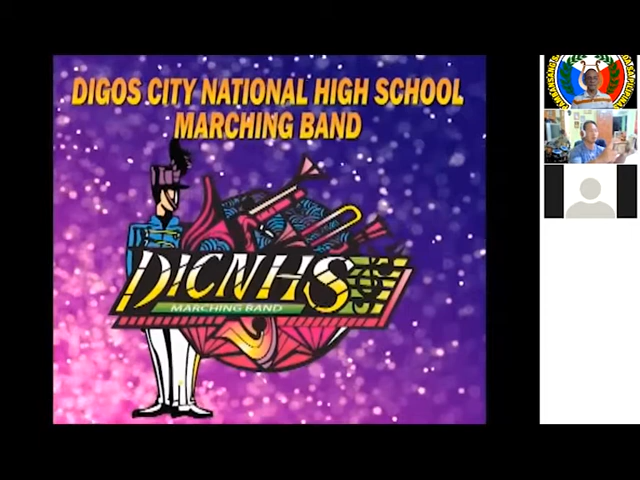 DIGOS CITY NATIONAL HIGH SCHOOL
MARCHING BAND
DICNHS
MARCHING BAND